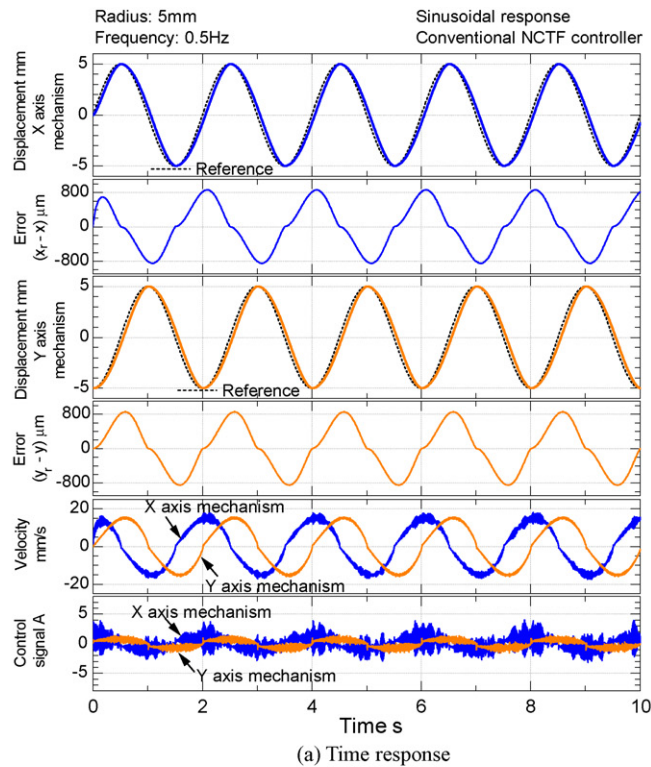 Radius: 5mm
Frequency: 0.5Hz
Sinusoidal response
Conventional NCTF controller
Displacement mm
X axis
mechanism
5
0
-5
Reference
Error
(xr - x) μm
800
0
-800
Displacement mm
Y axis
mechanism
5
0
-5
Reference
Error
(yr - y) μm
800
0
-800
Velocity
mm/s
20
0
-20
X axis mechanism
Y axis mechanism
Control
signal A
5
0
-5
X axis mechanism
Y axis mechanism
0 2 4 6 8 10
Time s
(a) Time response